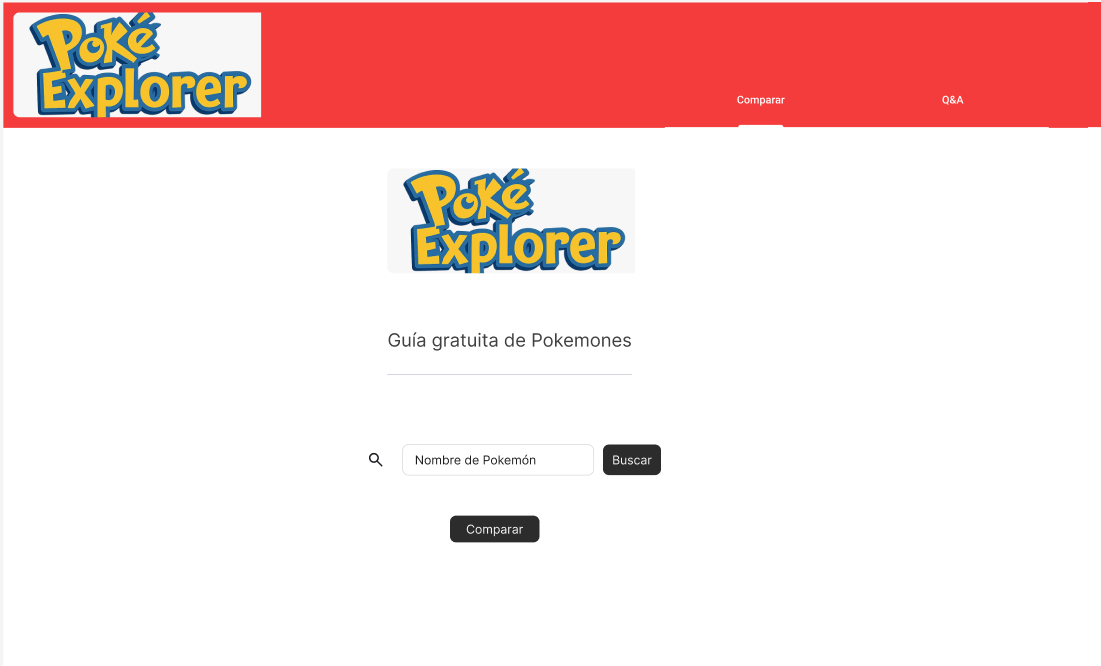 Poké
Explorer
Comparar
Q&A
Poké
Explorer
Guía gratuita de Pokemones
Nombre de Pokemón
Buscar
Comparar